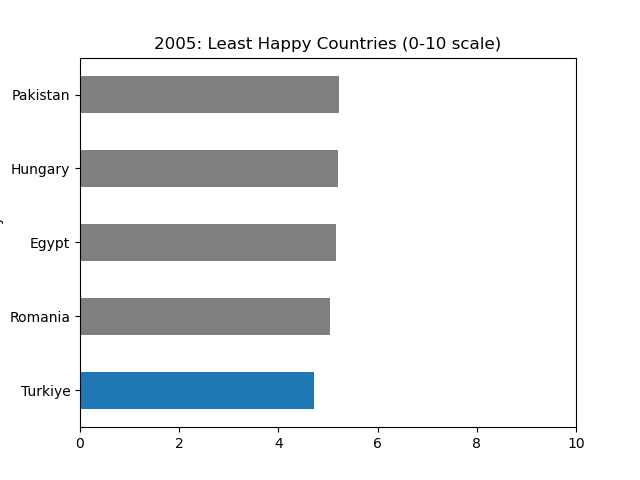 2005: Least Happy Countries (0-10 scale)
Pakistan
Hungary
Egypt
Romania
Turkiye
0 2 4 6 8 10